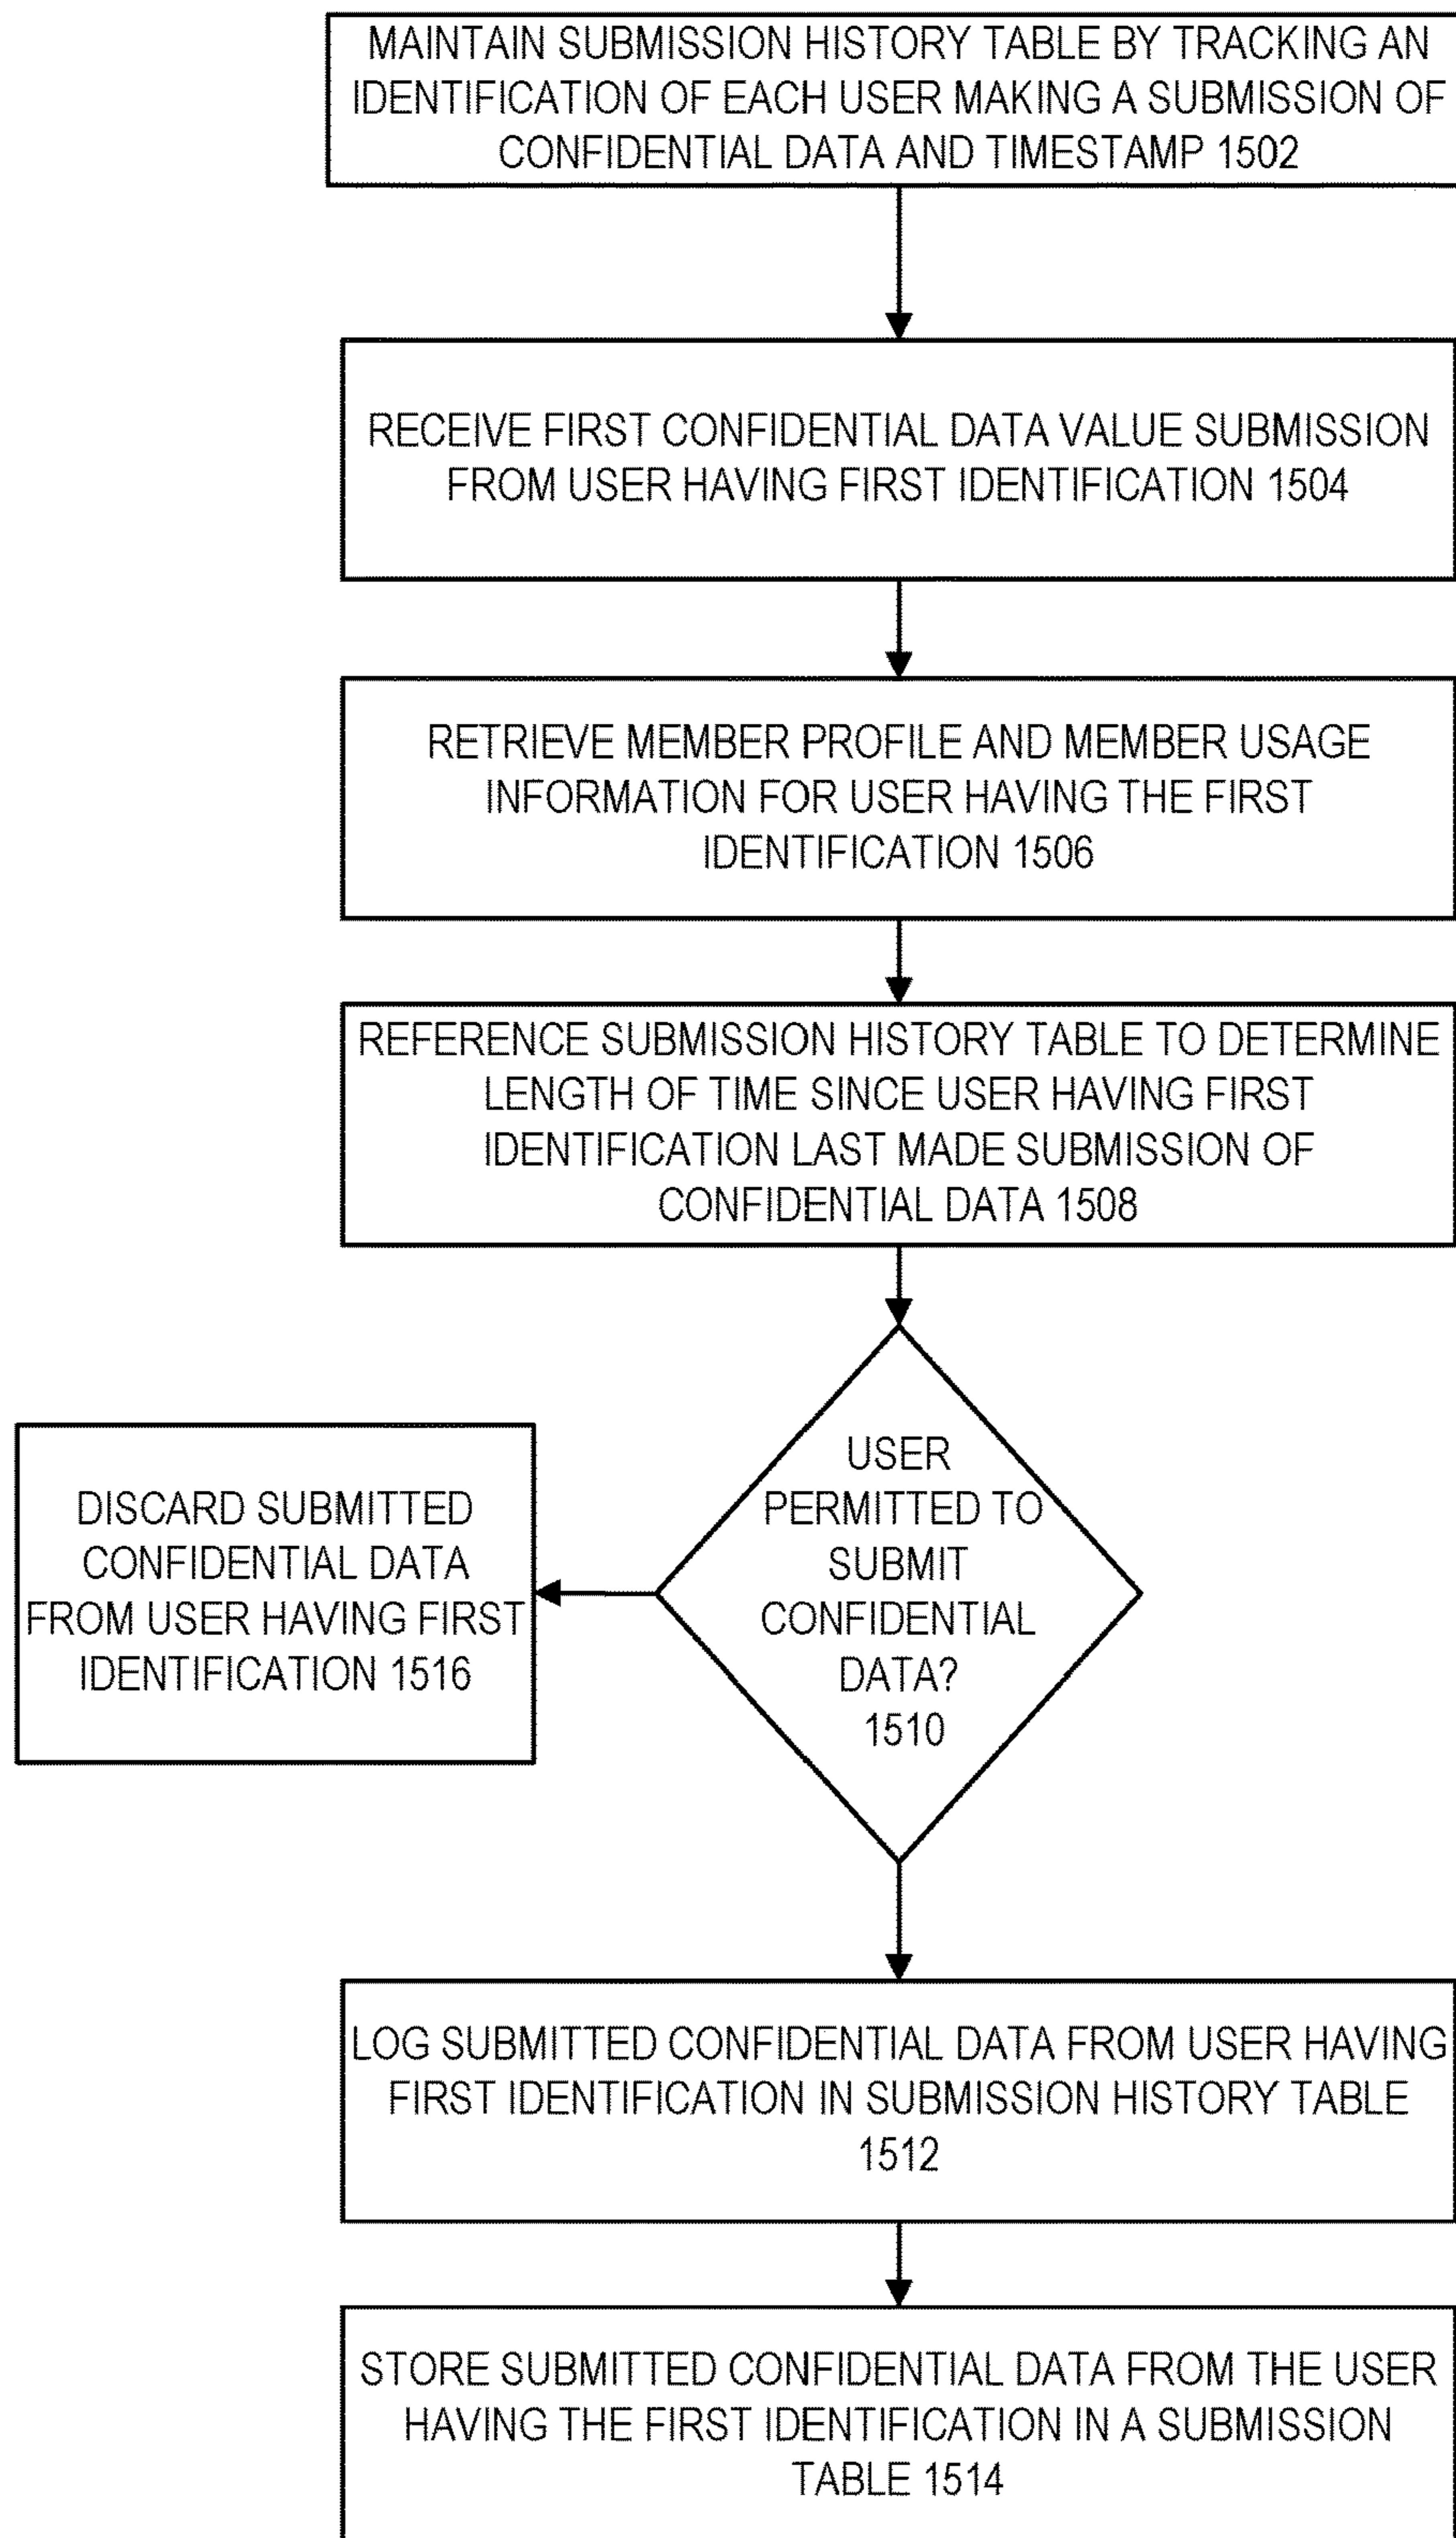 MAINTAIN SUBMISSION HISTORY TABLE BY TRACKING AN
IDENTIFICATION OF EACH USER MAKING A SUBMISSION OF
CONFIDENTIAL DATA AND TIMESTAMP 1502
RECEIVE FIRST CONFIDENTIAL DATA VALUE SUBMISSION
FROM USER HAVING FIRST IDENTIFICATION 1504
RETRIEVE MEMBER PROFILE AND MEMBER USAGE
INFORMATION FOR USER HAVING THE FIRST
IDENTIFICATION 1506
REFERENCE SUBMISSION HISTORY TABLE TO DETERMINE
LENGTH OF TIME SINCE USER HAVING FIRST
IDENTIFICATION LAST MADE SUBMISSION OF
CONFIDENTIAL DATA 1508
USER
PERMITTED TO
SUBMIT
CONFIDENTIAL
DATA?
1510
DISCARD SUBMITTED
CONFIDENTIAL DATA
FROM USER HAVING FIRST
IDENTIFICATION 1516
LOG SUBMITTED CONFIDENTIAL DATA FROM USER HAVING
FIRST IDENTIFICATION IN SUBMISSION HISTORY TABLE
1512
STORE SUBMITTED CONFIDENTIAL DATA FROM THE USER
HAVING THE FIRST IDENTIFICATION IN A SUBMISSION
TABLE 1514